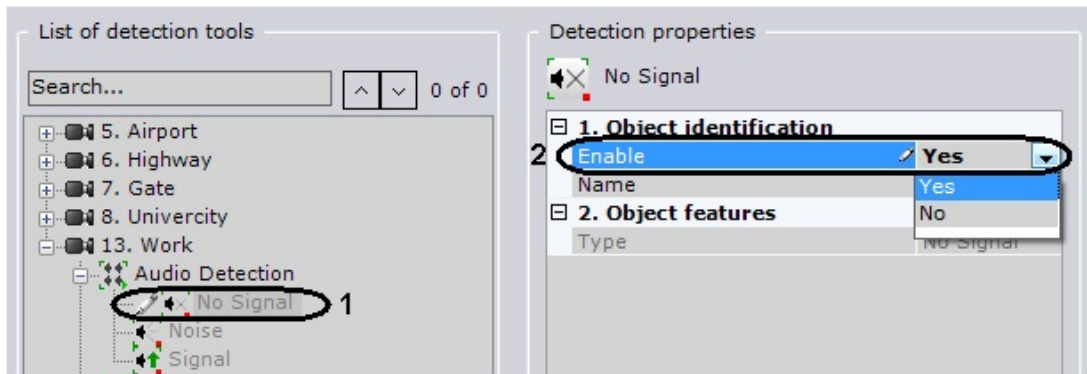 List of detection tools
Search...
0 of 0
5. Airport
6. Highway
7. Gate
8. Univercity
13. Work
Audio Detection
No Signal
1
Noise
Signal
Detection properties
No Signal
1. Object identification
2
Enable
Yes
Name
Yes
No
2. Object features
Type
No Signal